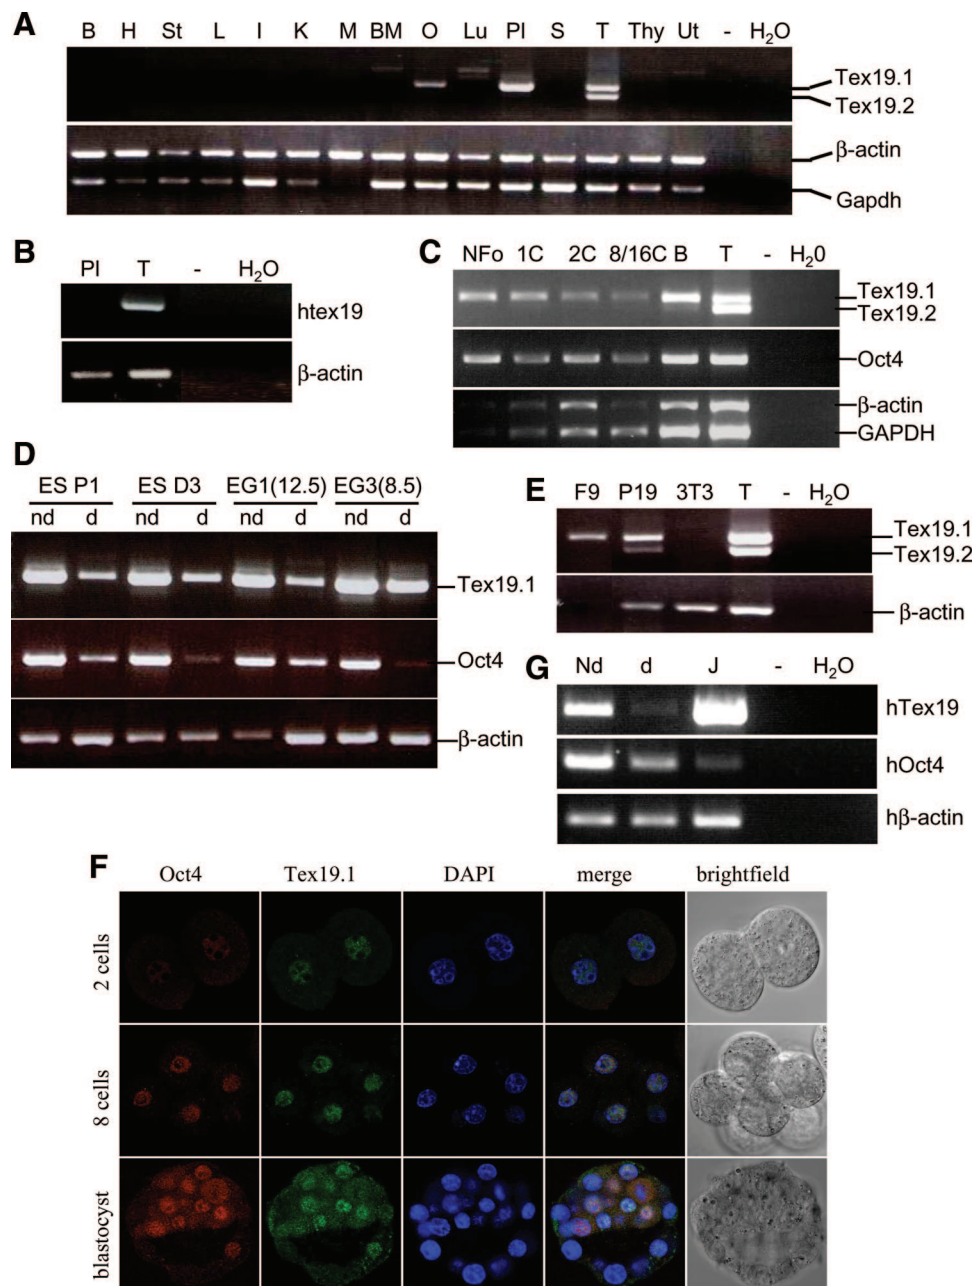 A
B H St L I K M BM O Lu Pl S T Thy Ut - H₂O
Tex19.1
Tex19.2
β-actin
Gapdh
B
Pl T - H₂O
htex19
β-actin
C
NFo 1C 2C 8/16C B T - H₂0
Tex19.1
Tex19.2
Oct4
β-actin
GAPDH
D
ES P1 ES D3 EG1(12.5) EG3(8.5)
nd d nd d nd d nd d
Tex19.1
Oct4
β-actin
E
F9 P19 3T3 T - H₂O
Tex19.1
Tex19.2
β-actin
G
Nd d J - H₂O
hTex19
hOct4
hβ-actin
F
Oct4 Tex19.1 DAPI merge brightfield
2 cells
8 cells
blastocyst